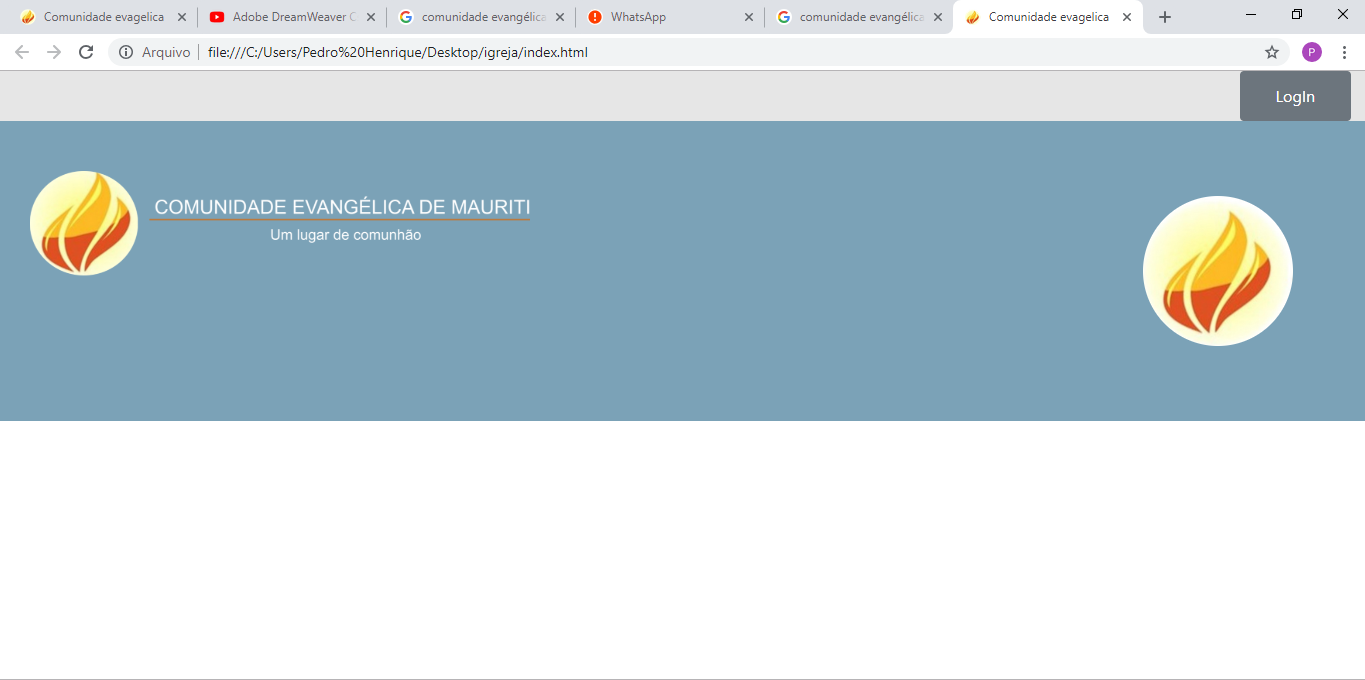 Comunidade evagelica
Adobe DreamWeaver C
comunidade evangélica
WhatsApp
comunidade evangélica
Comunidade evagelica
Arquivo file:///C:/Users/Pedro%20Henrique/Desktop/igreja/index.html
P
LogIn
COMUNIDADE EVANGÉLICA DE MAURITI
Um lugar de comunhão